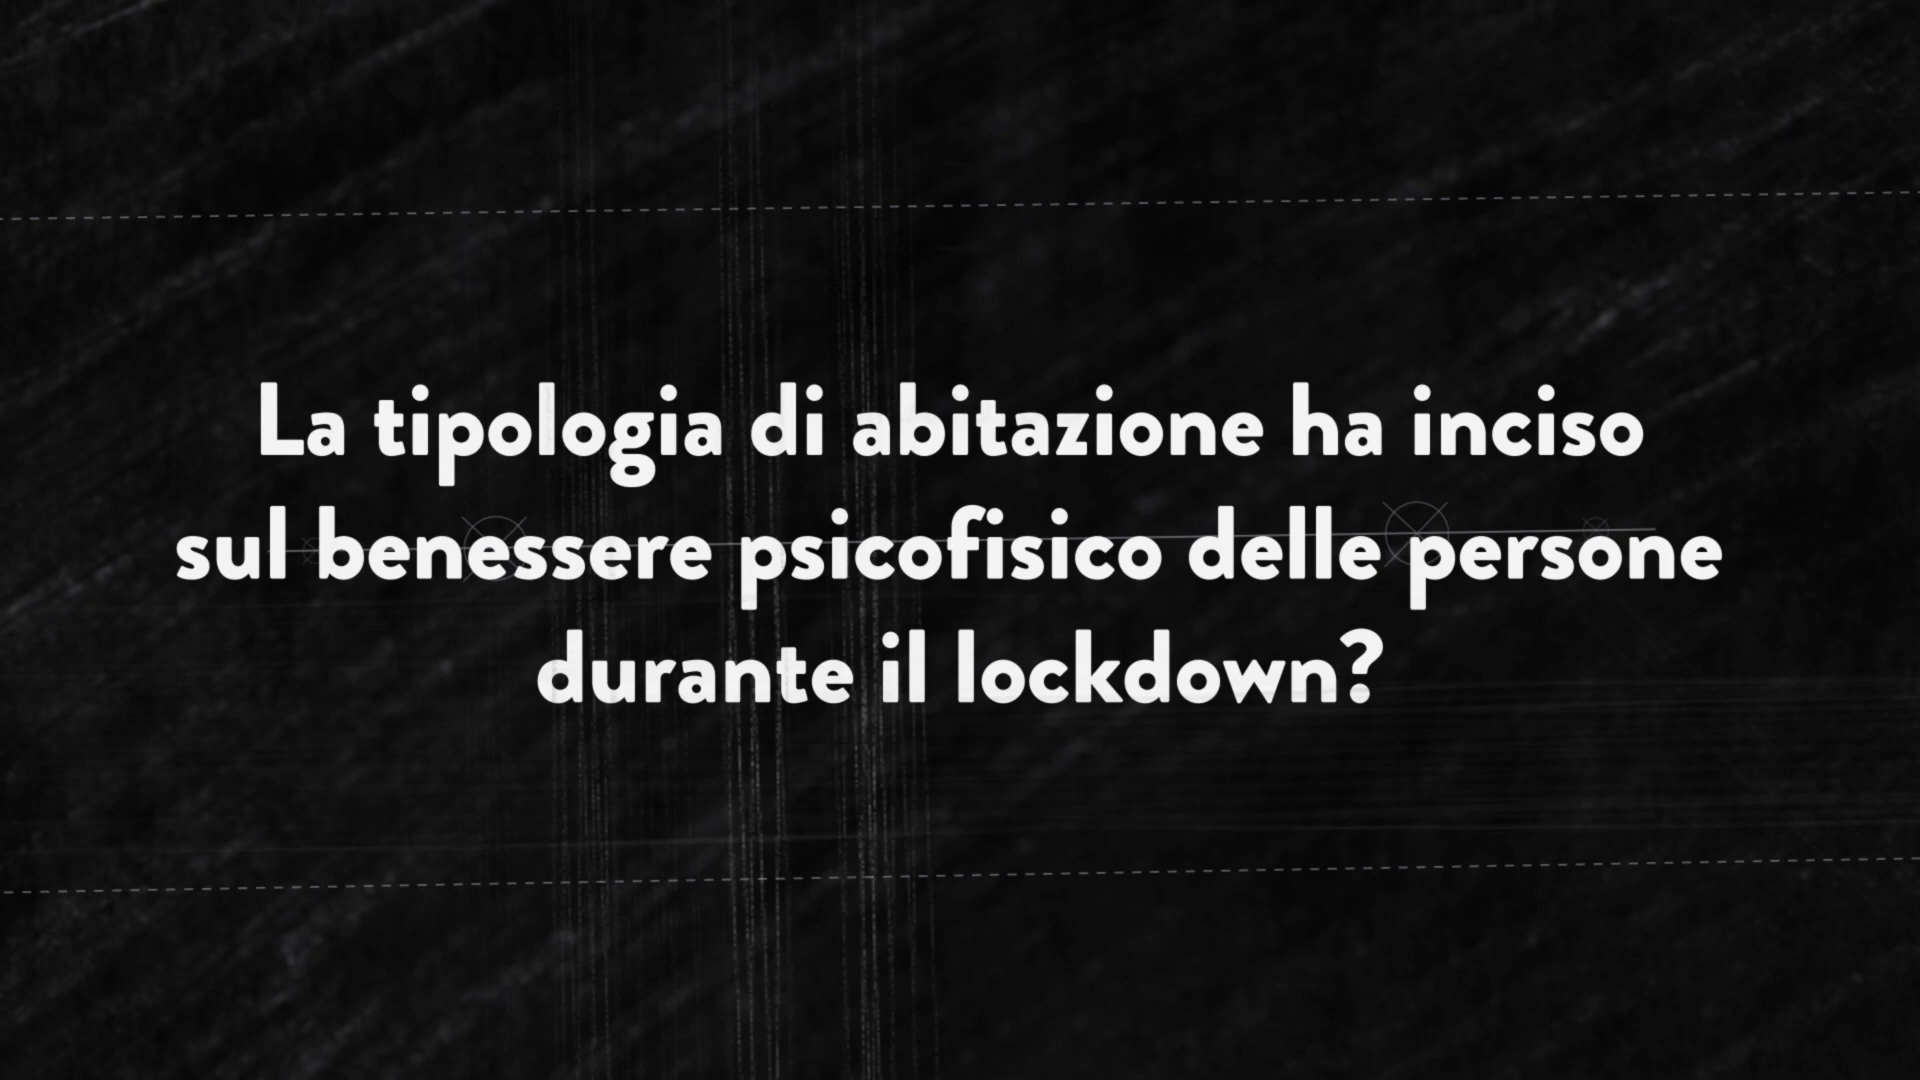 La tipologia di abitazione ha inciso
sul benessere psicofisico delle persone
durante il lockdown?